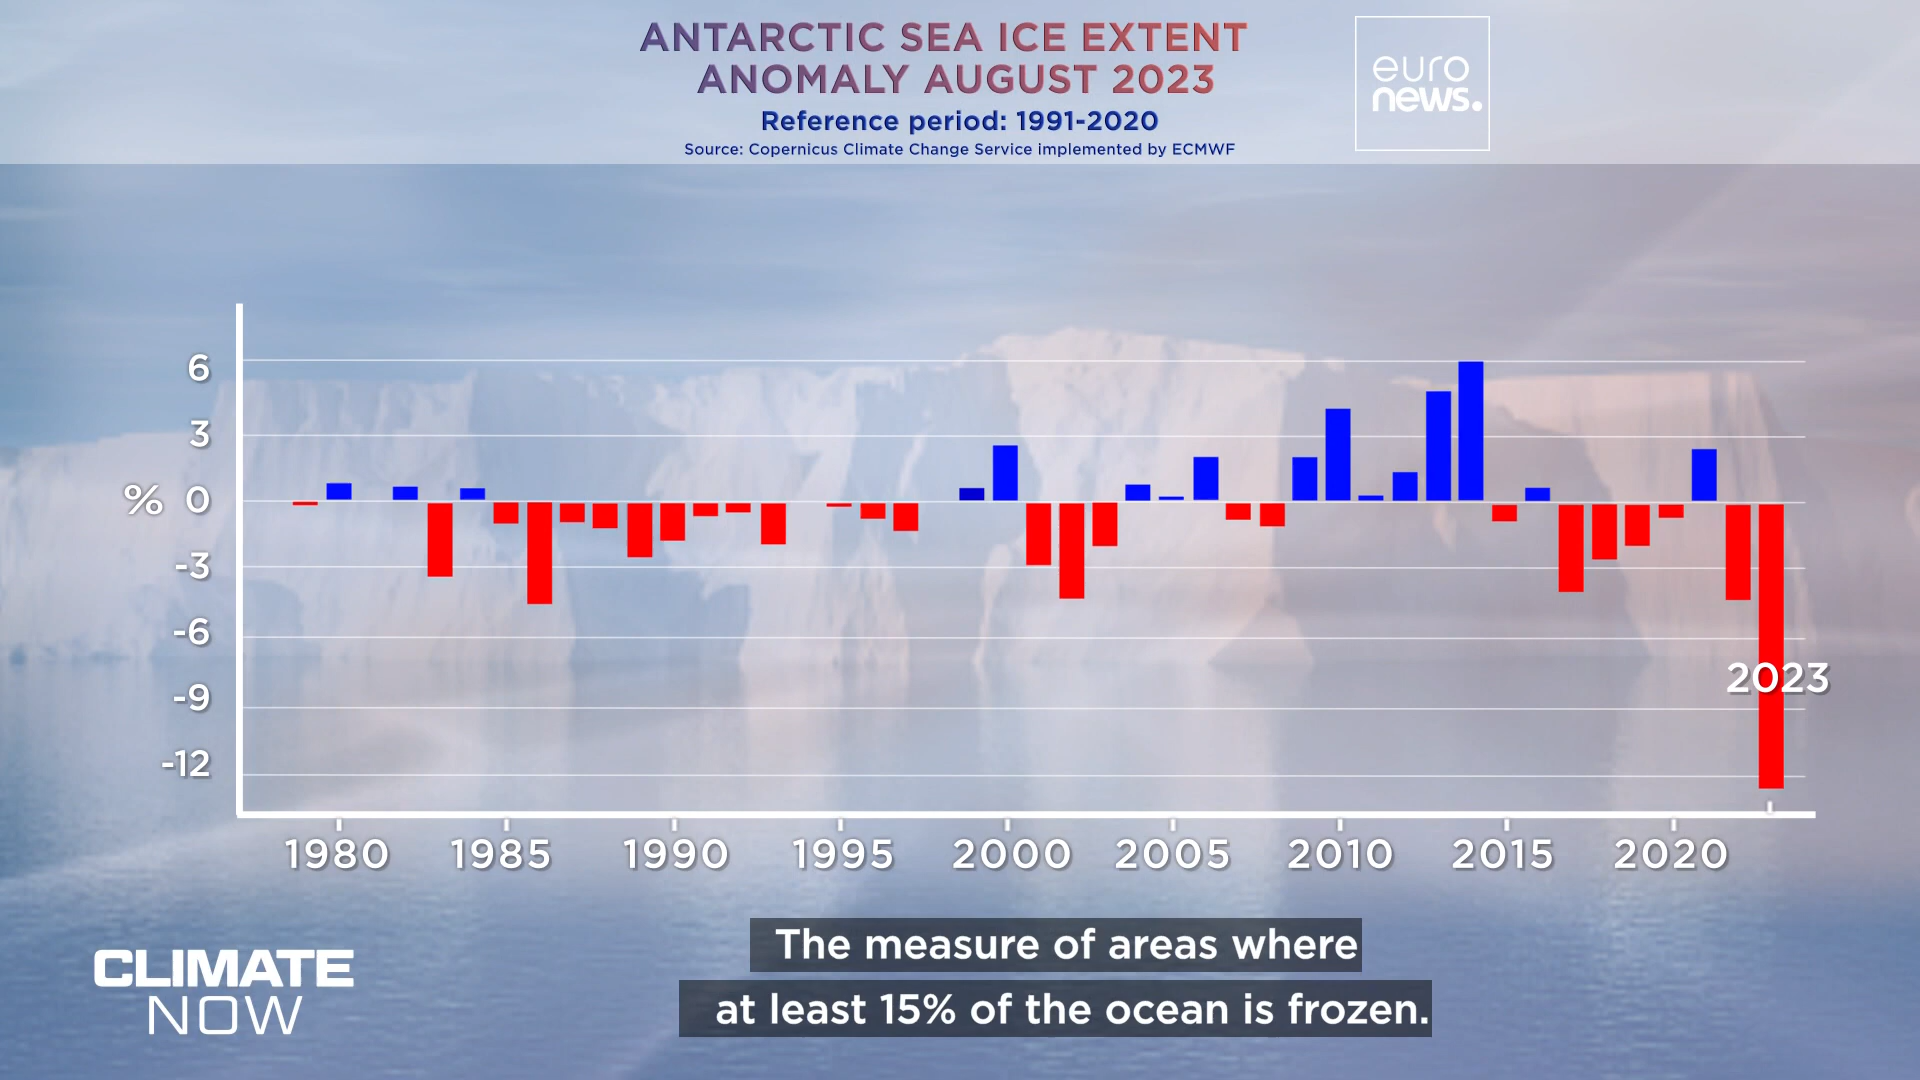 ANTARCTIC SEA ICE EXTENT
ANOMALY AUGUST 2023
Reference period: 1991-2020
Source: Copernicus Climate Change Service implemented by ECMWF
euro
news.
6
3
% 0
-3
-6
-9
-12
2023
1980 1985 1990 1995 2000 2005 2010 2015 2020
CLIMATE
NOW
The measure of areas where
at least 15% of the ocean is frozen.